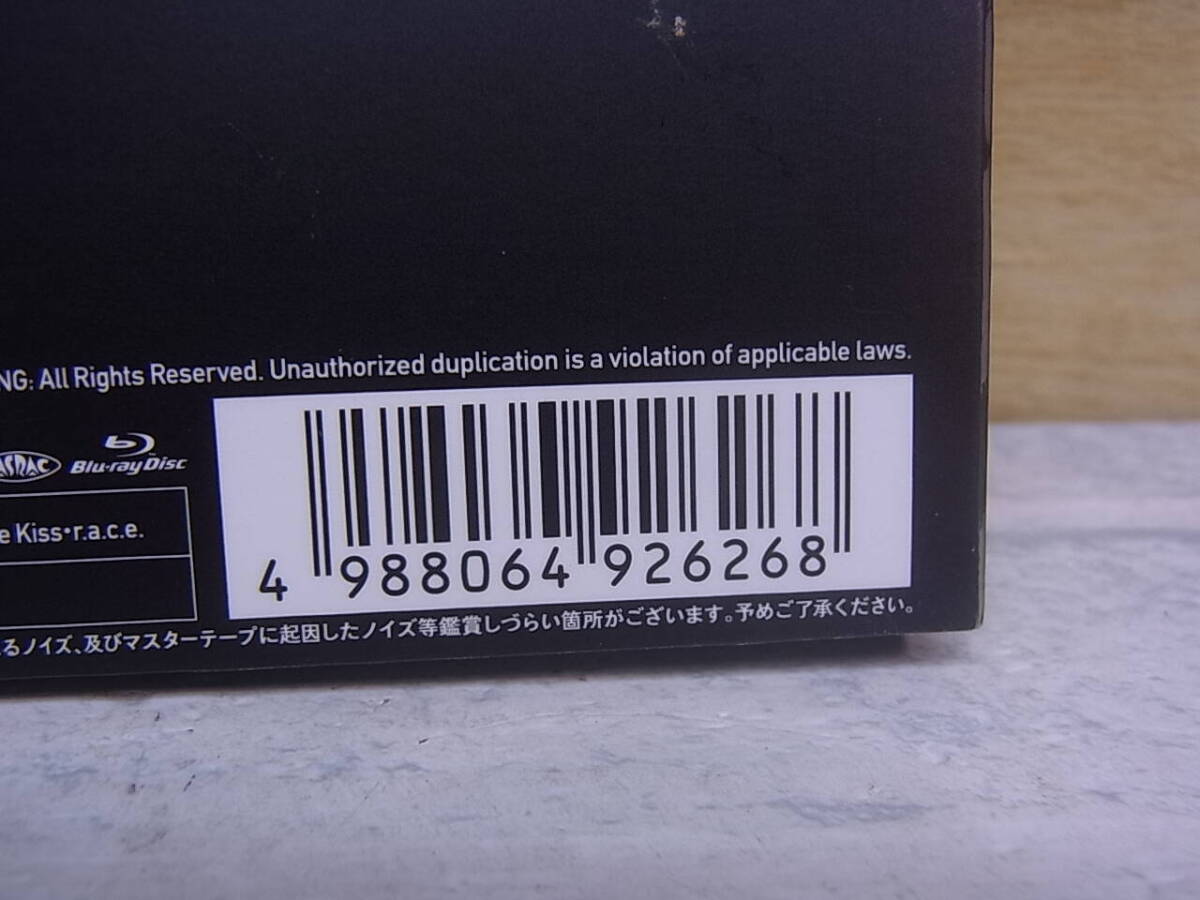 NG: All Rights Reserved. Unauthorized duplication is a violation of applicable laws.
JASRAC Blu-ray Disc
e Kiss・r.a.c.e.
4 988064 926268
るノイズ、及びマスターテープに起因したノイズ等鑑賞しづらい箇所がございます。予めご了承ください。